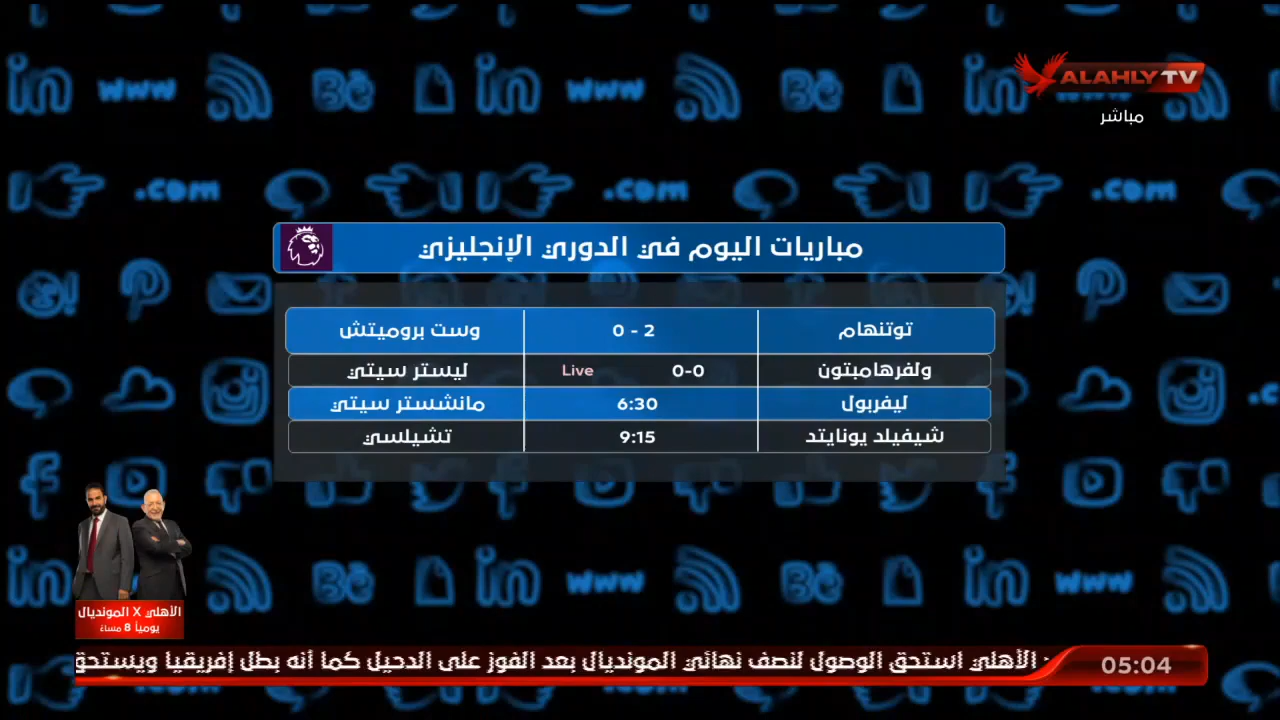 ALAHLY TV
مباشر
مباريات اليوم في الدوري الإنجليزي
توتنهام 2 - 0 وست بروميتش
ولفرهامبتون 0-0 Live ليستر سيتي
ليفربول 6:30 مانشستر سيتي
شيفيلد يونايتد 9:15 تشيلسي
الأهلي X المونديال
يومياً 8 مساءً
الأهلي استحق الوصول لنصف نهائي المونديال بعد الفوز على الدحيل كما أنه بطل إفريقيا ويستحق
05:04